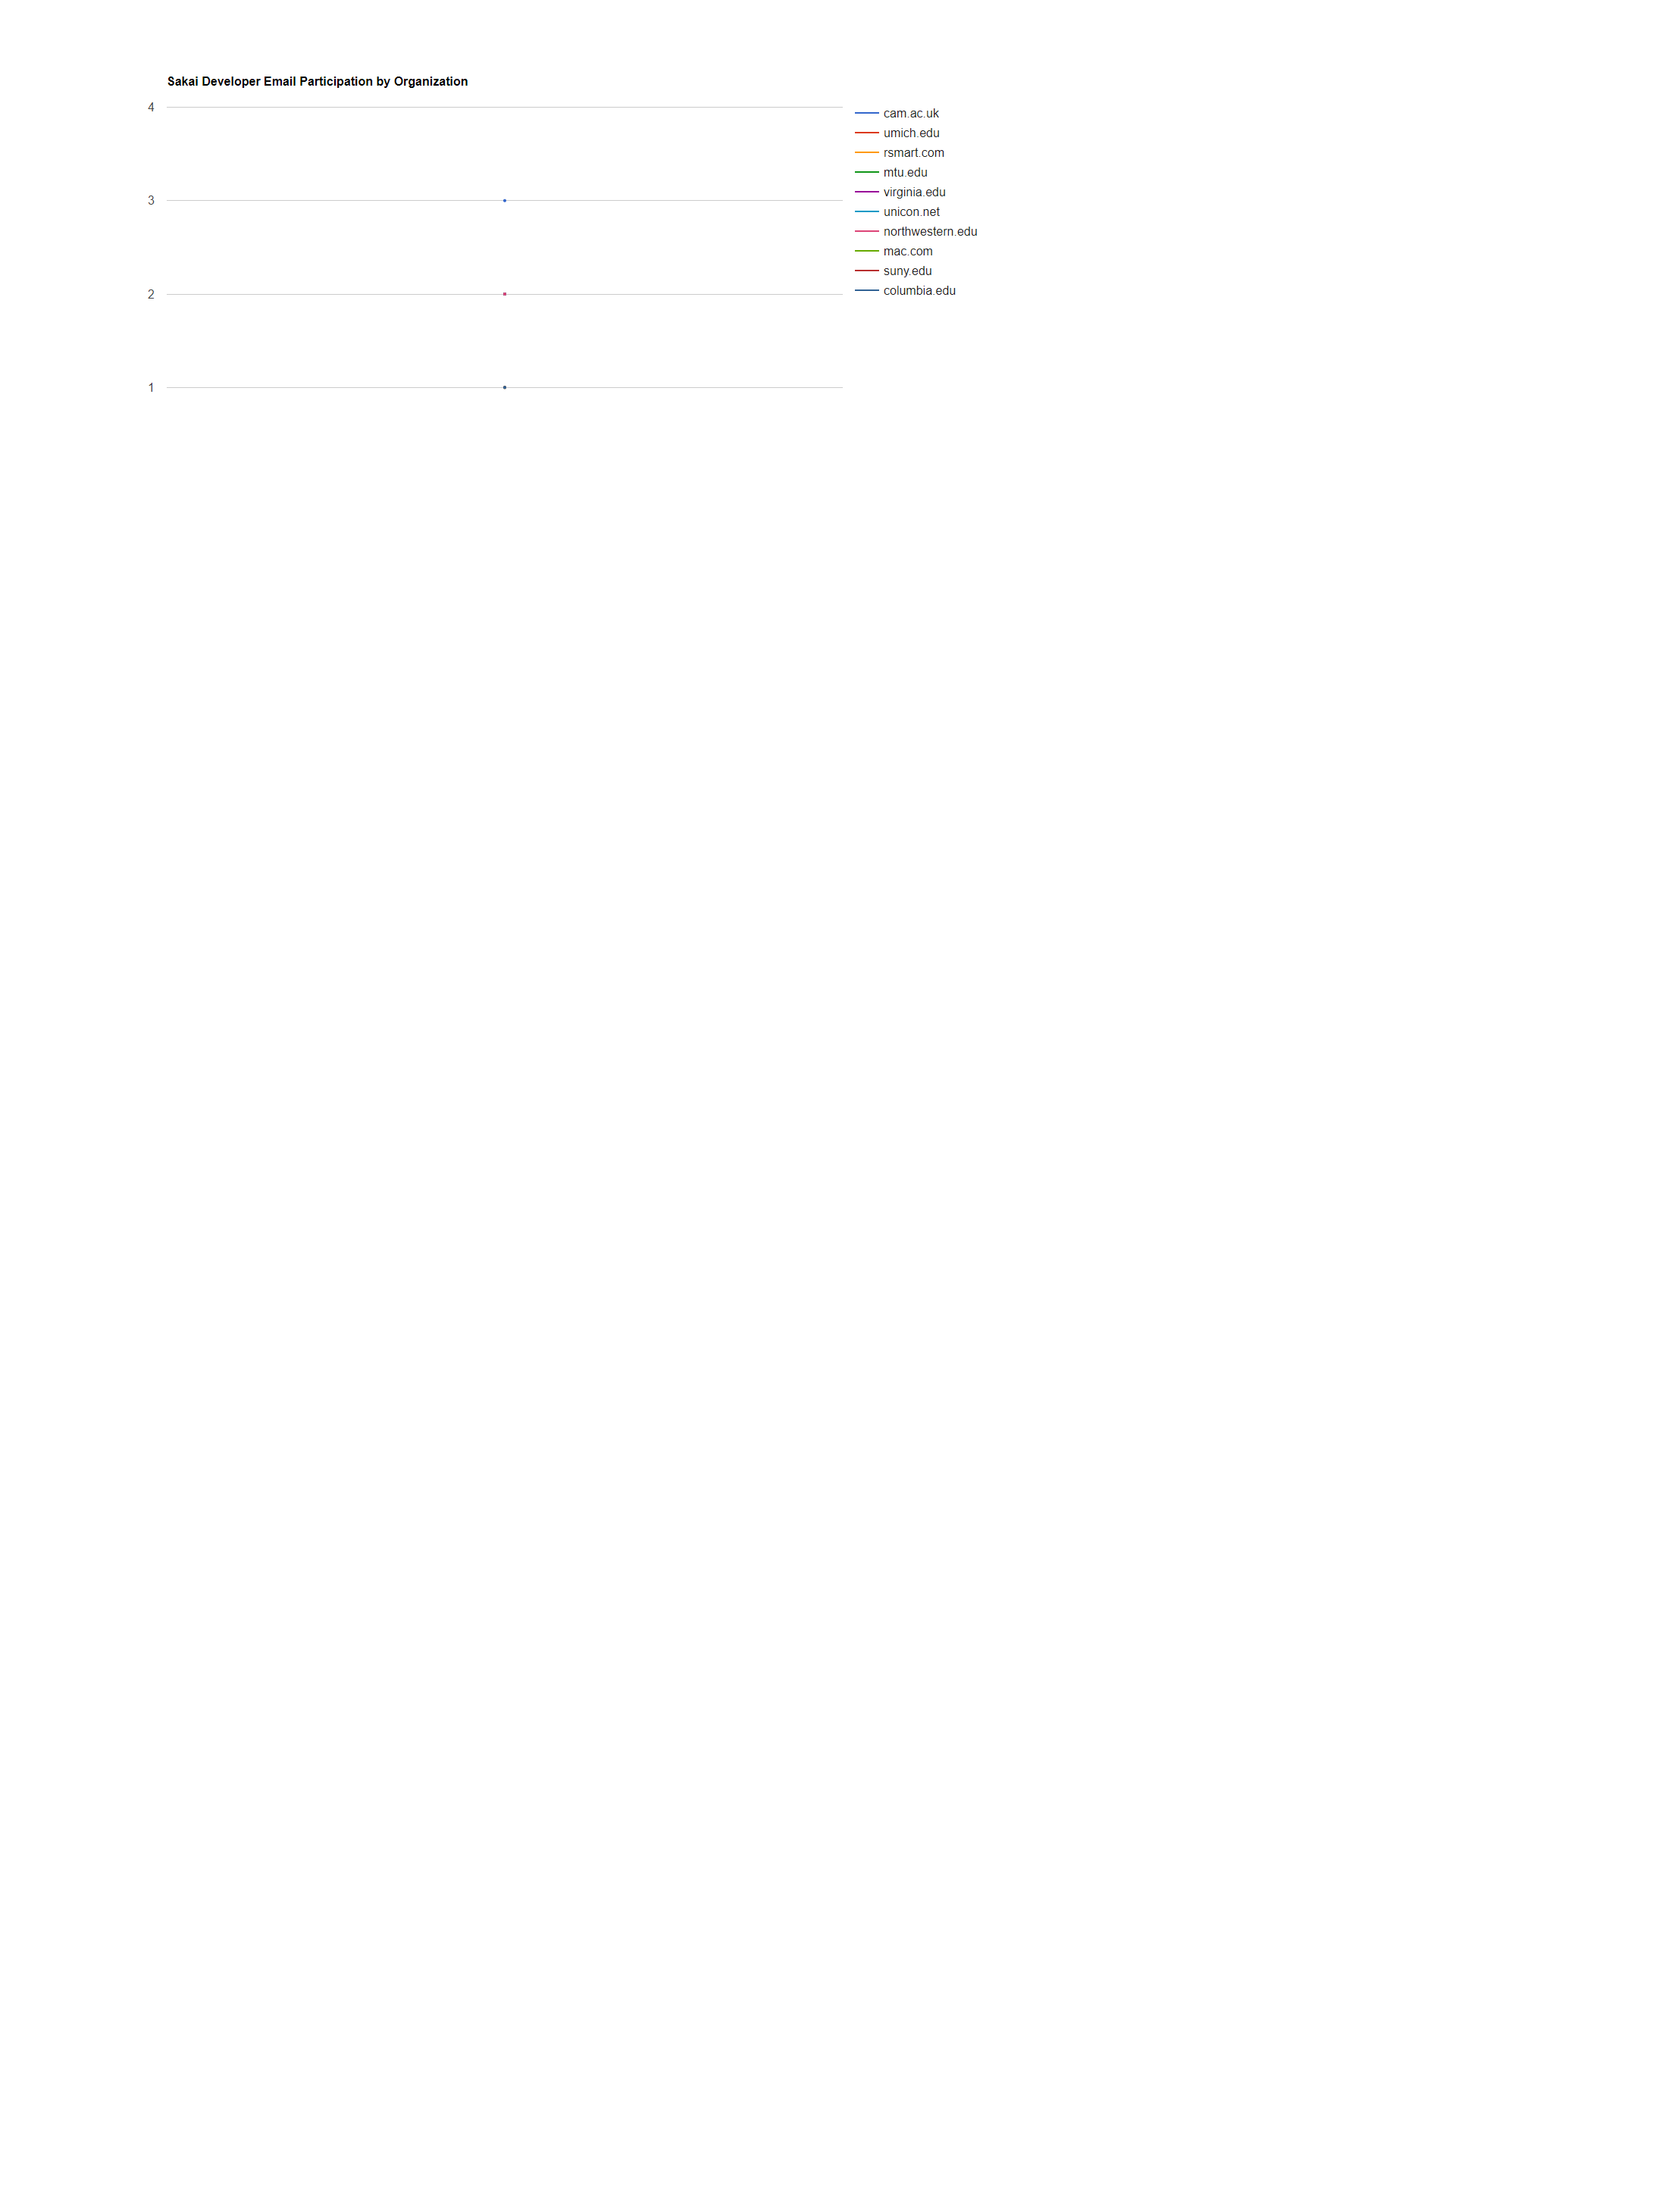 Sakai Developer Email Participation by Organization
4
3
2
1
cam.ac.uk
umich.edu
rsmart.com
mtu.edu
virginia.edu
unicon.net
northwestern.edu
mac.com
suny.edu
columbia.edu